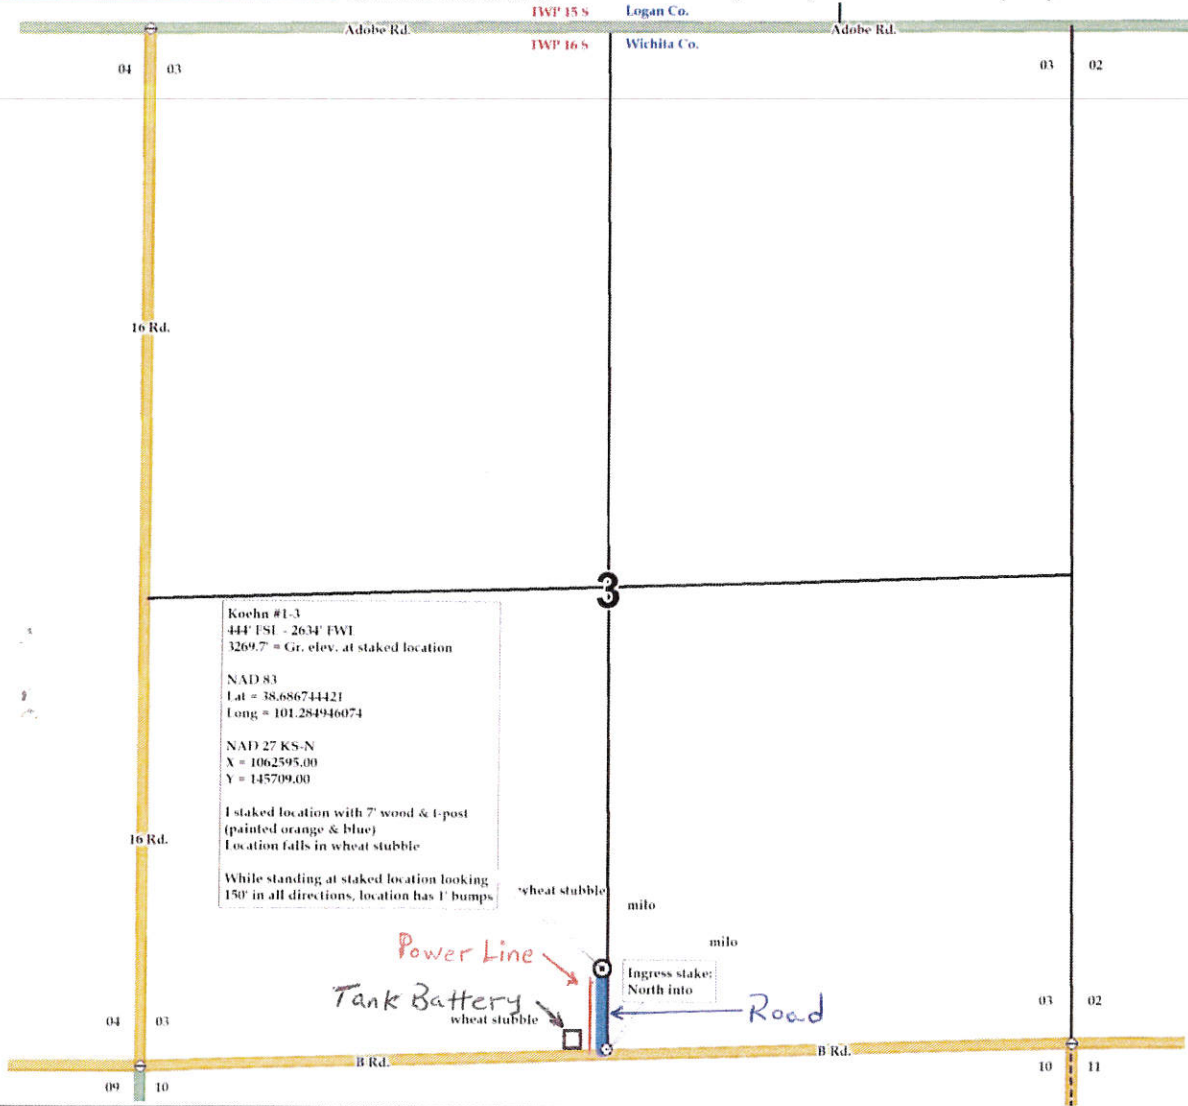 TWP 15 S Logan Co.
Adobe Rd. Adobe Rd.
TWP 16 S Wichita Co.
04 03 03 02
16 Rd.
3
Koehn #1-3
444' FSL - 2634' FWL
3269.7' = Gr. elev. at staked location
NAD 83
Lat = 38.686744421
Long = 101.284946074
NAD 27 KS-N
X = 1062595.00
Y = 145709.00
I staked location with 7' wood & t-post
(painted orange & blue)
Location falls in wheat stubble
While standing at staked location looking
150' in all directions, location has 1' bumps
16 Rd.
wheat stubble
milo
milo
Power Line
Ingress stake:
North into
Tank Battery
wheat stubble
Road
03 02
04 03
B Rd. B Rd.
10 11
09 10